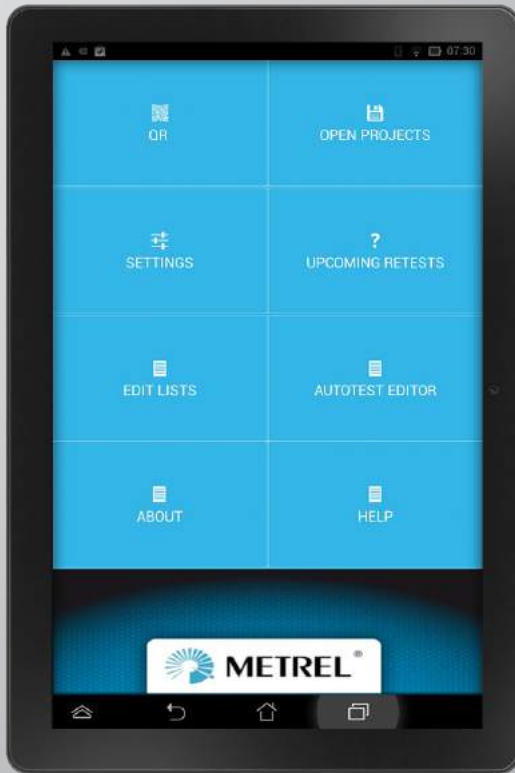 07:30
QR
OPEN PROJECTS
SETTINGS
UPCOMING RETESTS
EDIT LISTS
AUTOTEST EDITOR
ABOUT
HELP
METREL®